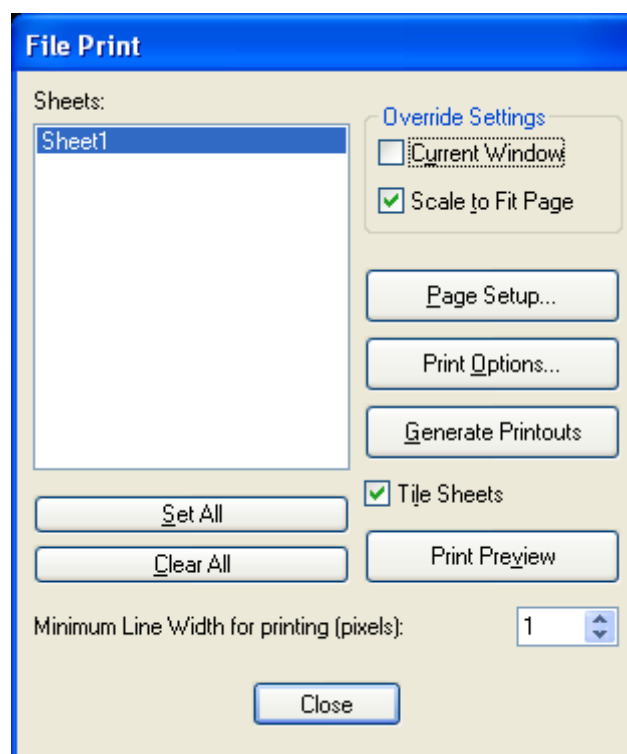 File Print
Sheets:
Sheet1
Override Settings
Current Window
Scale to Fit Page
Page Setup...
Print Options...
Generate Printouts
Tile Sheets
Set All
Clear All
Print Preview
Minimum Line Width for printing (pixels):
1
Close